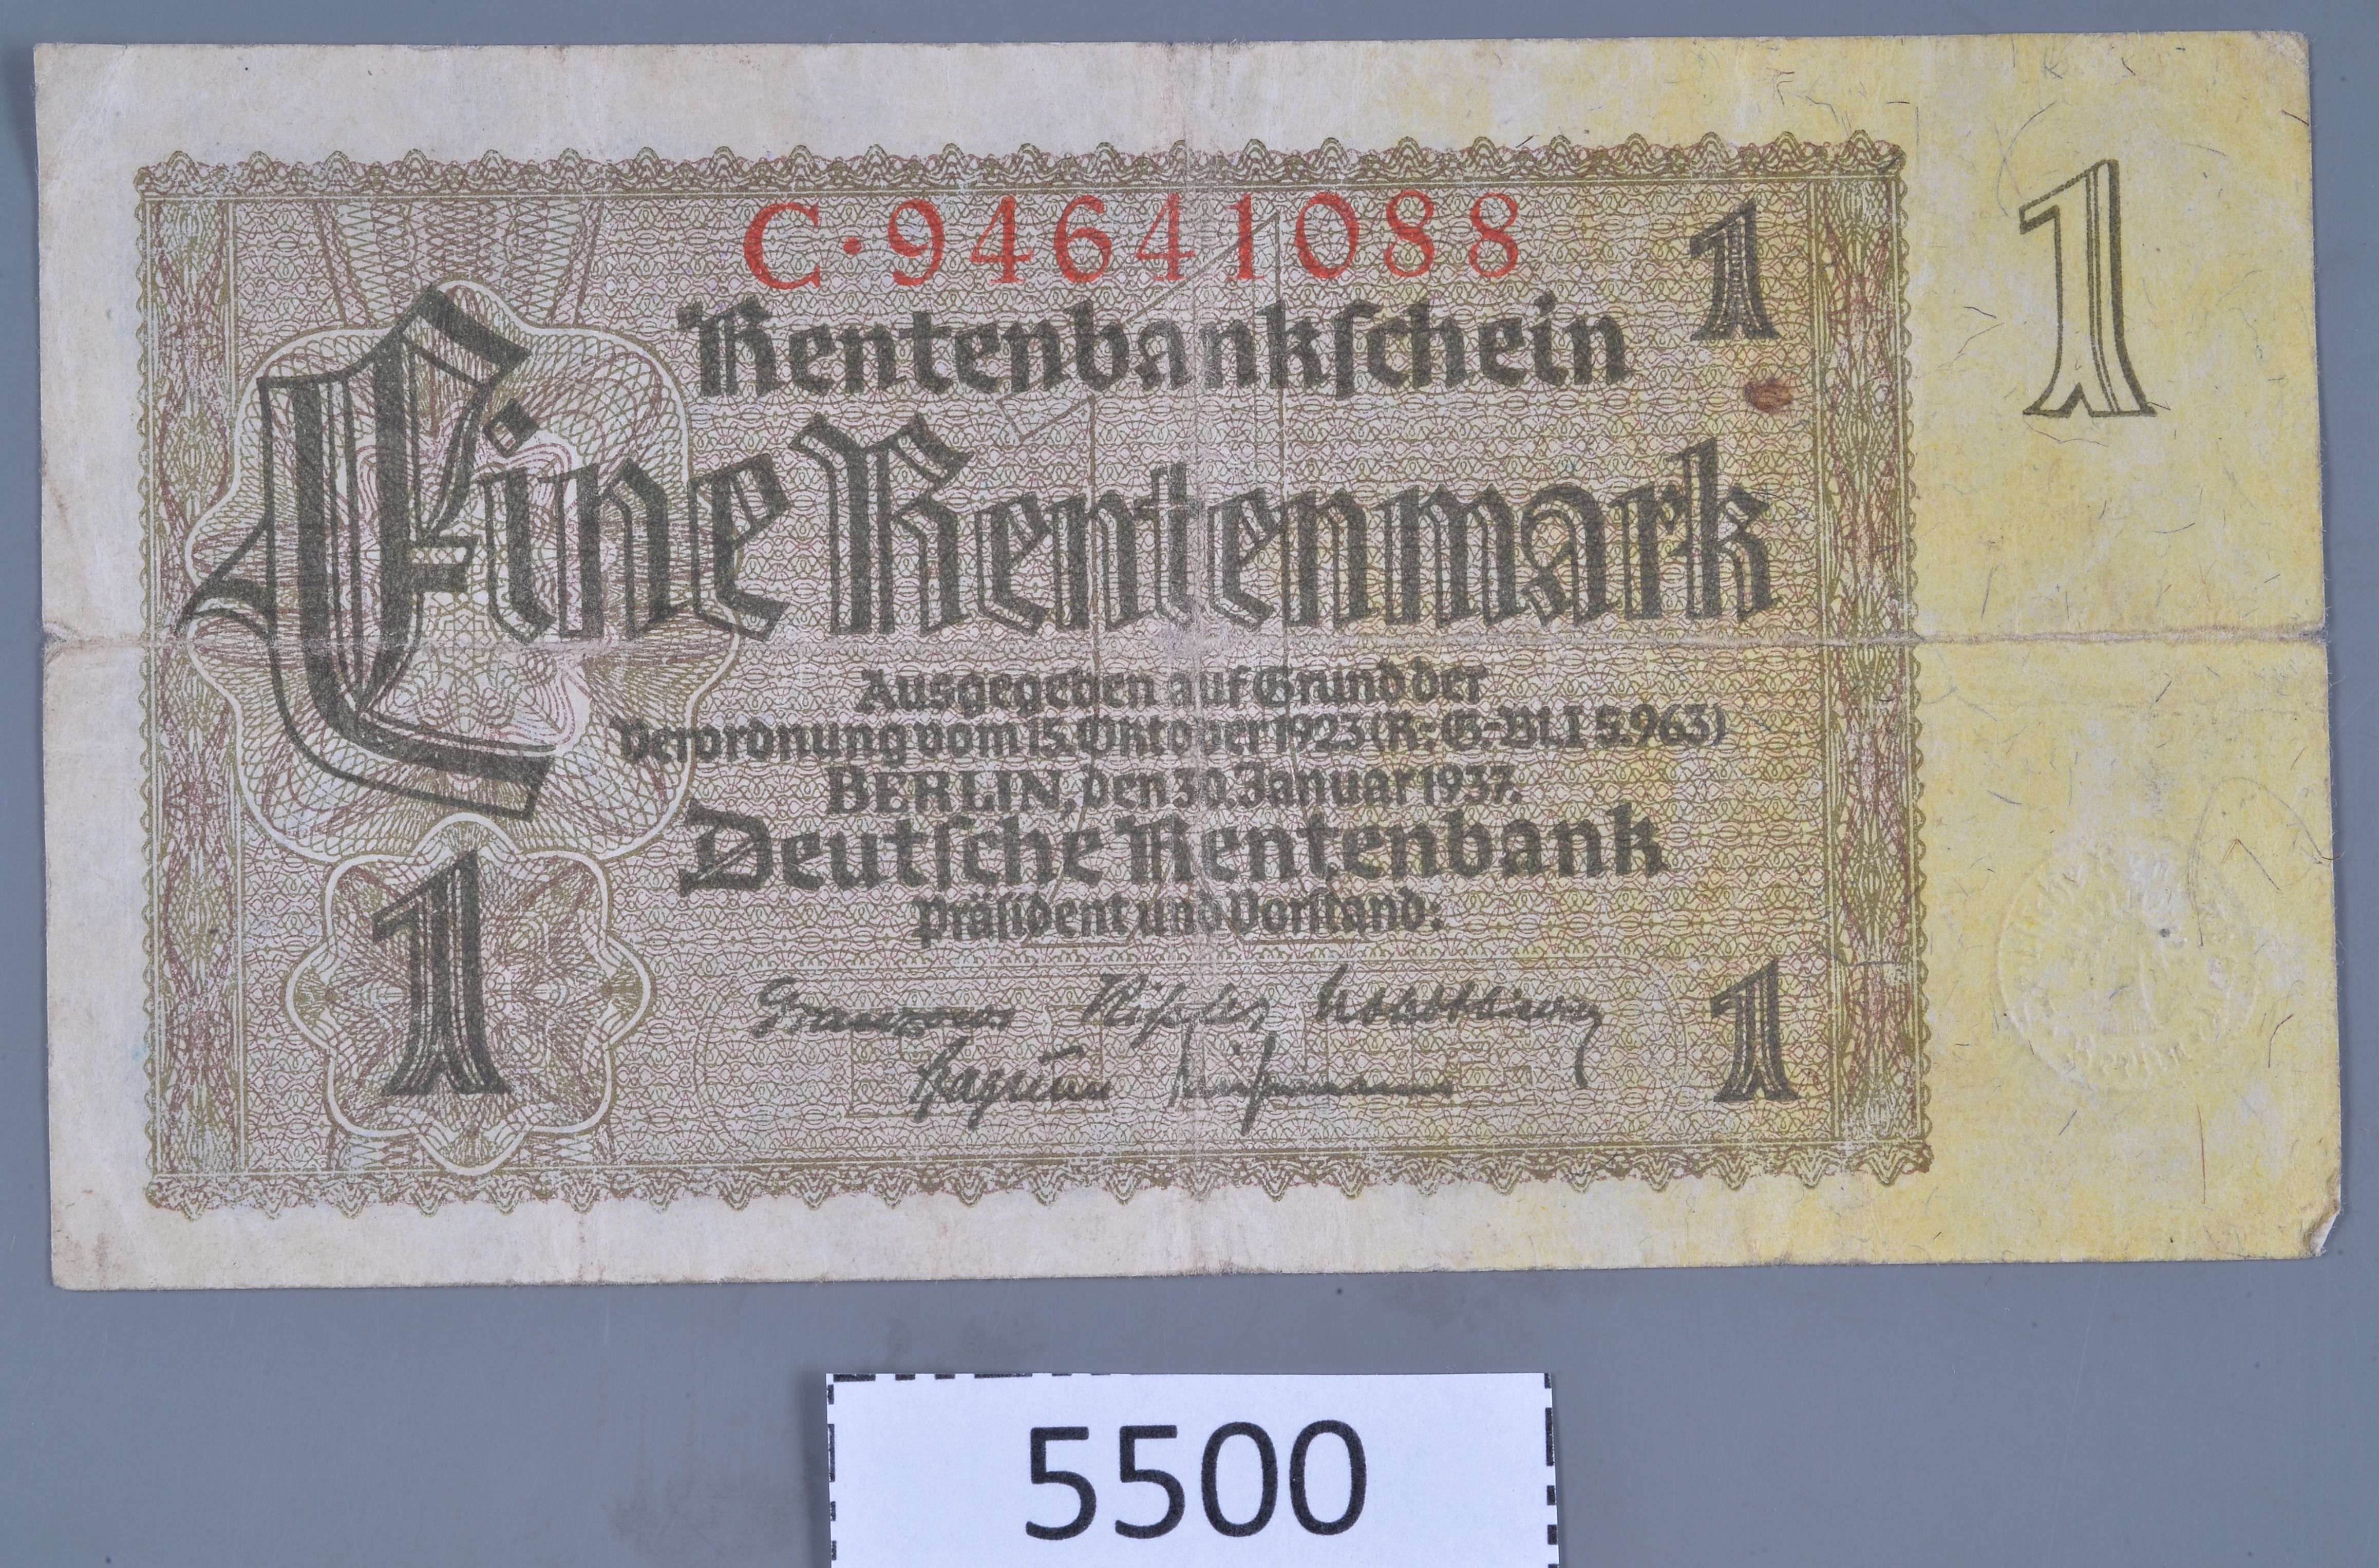 C·94641088
1
1
Rentenbankschein
Eine Rentenmark
Ausgegeben auf Grund der
Verordnung vom 15. Oktober 1923 (R.-G.-Bl. I S. 963)
BERLIN, den 30. Januar 1937.
Deutsche Rentenbank
Präsident und Vorstand:
1
1
5500